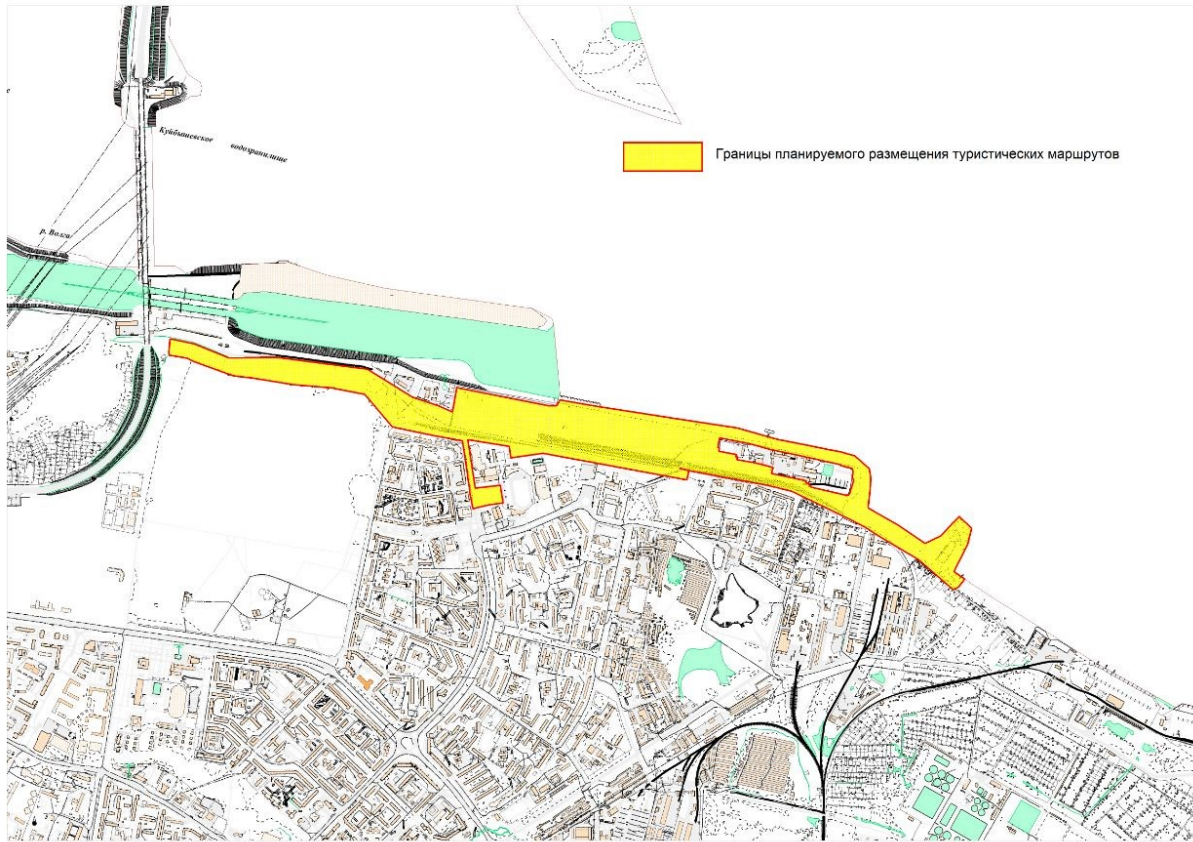 Куйбышевское водохранилище
Границы планируемого размещения туристических маршрутов
р. Волга